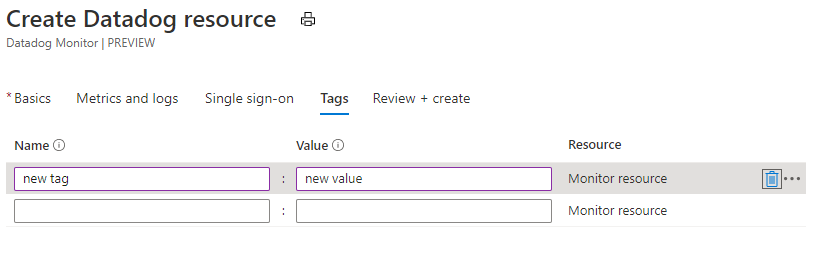 Create Datadog resource
Datadog Monitor | PREVIEW
* Basics Metrics and logs Single sign-on Tags Review + create
Name Value Resource
new tag : new value Monitor resource
: Monitor resource